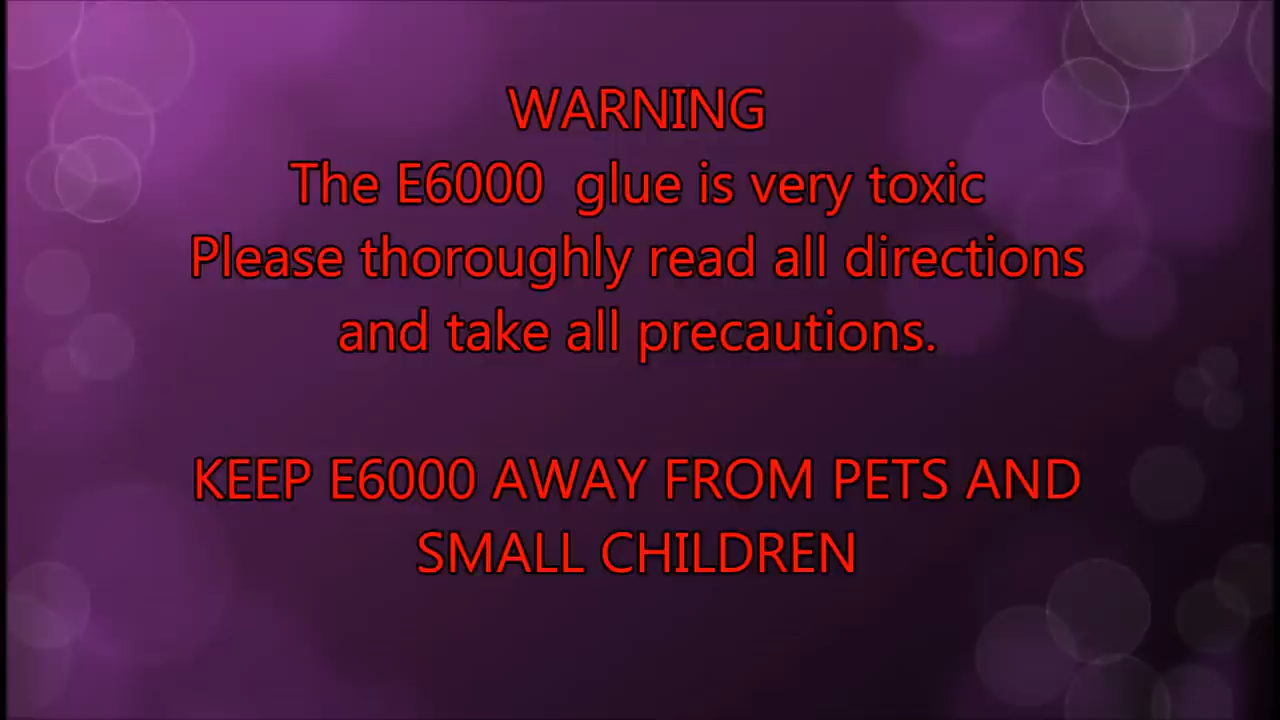 WARNING
The E6000  glue is very toxic
Please thoroughly read all directions
and take all precautions.
KEEP E6000 AWAY FROM PETS AND
SMALL CHILDREN